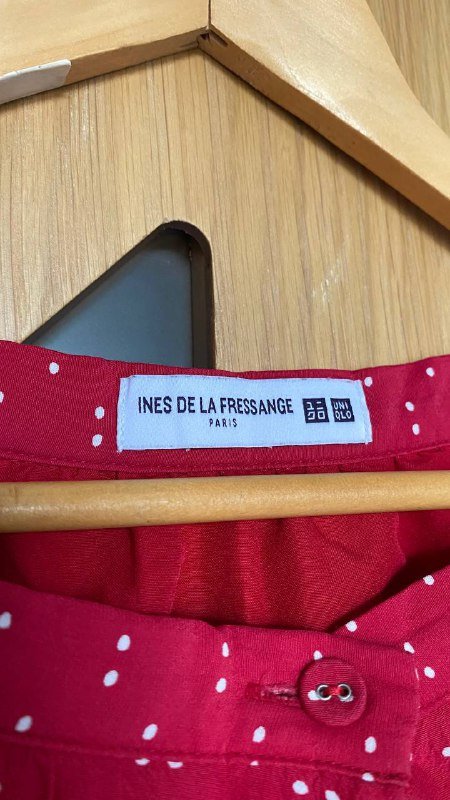 INES DE LA FRESSANGE
PARIS
ユニ
クロ
UNI
QLO